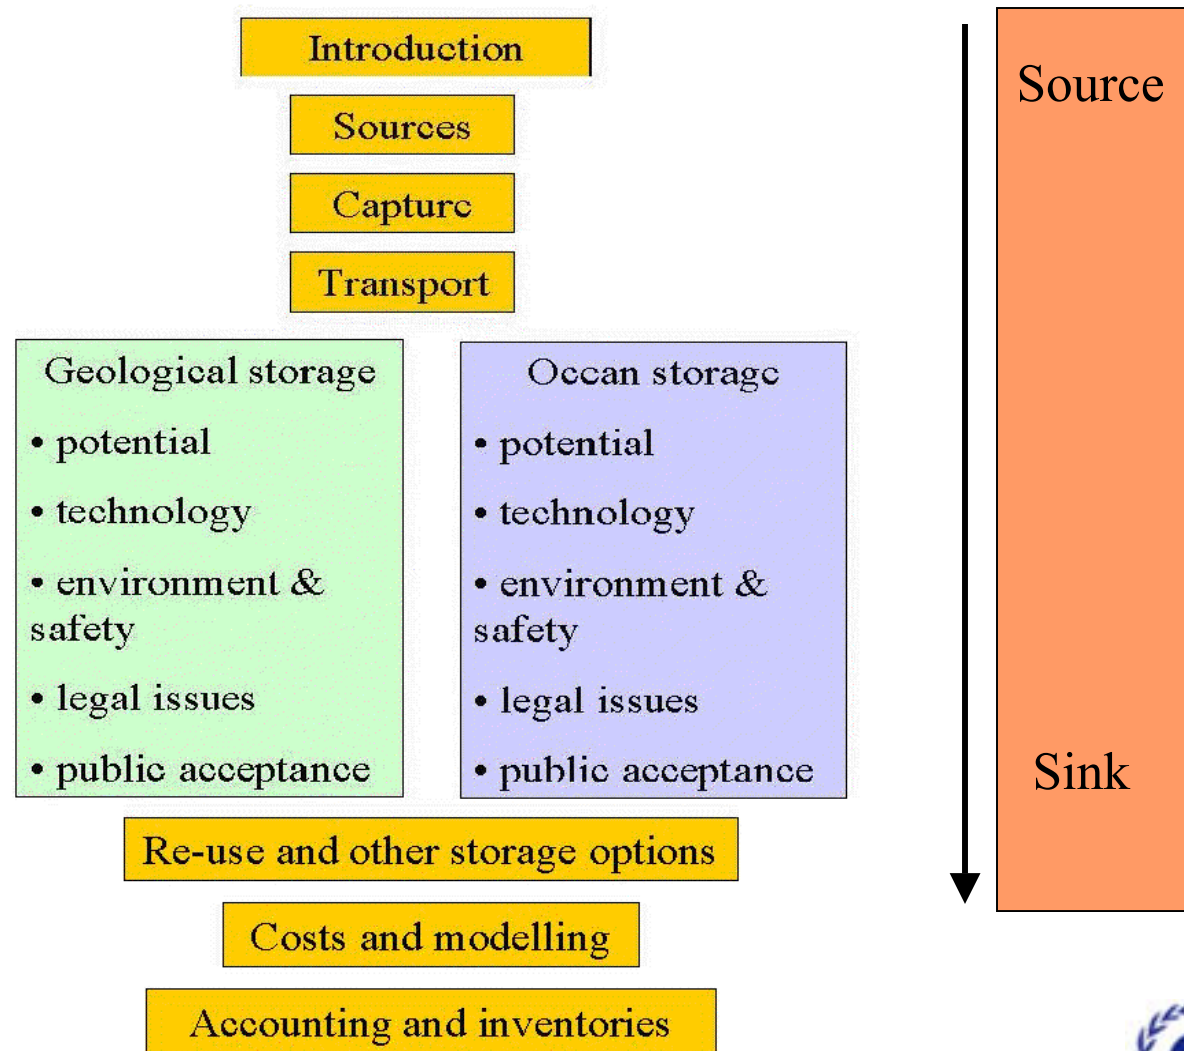 Introduction
Sources
Capture
Transport
Geological storage
• potential
• technology
• environment &
safety
• legal issues
• public acceptance
Ocean storage
• potential
• technology
• environment &
safety
• legal issues
• public acceptance
Re-use and other storage options
Costs and modelling
Accounting and inventories
Source
Sink